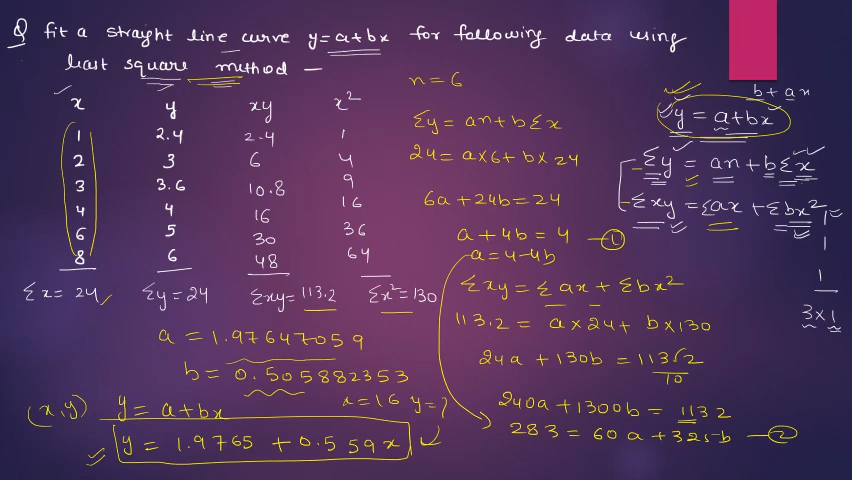 Q fit a straight line curve y = a+bx for following data using
least square method —
x y xy x²
1 2.4 2.4 1
2 3 6 4
3 3.6 10.8 9
4 4 16 16
6 5 30 36
8 6 48 64
Σx = 24 Σy = 24 Σxy = 113.2 Σx² = 130
a = 1.97647059
b = 0.505882353
(x,y) y = a+bx x=16 y=?
y = 1.9765 + 0.559x
n = 6
Σy = an + bΣx
24 = a×6 + b×24
6a + 24b = 24
a + 4b = 4 — ①
a = 4-4b
Σxy = Σax + Σbx²
113.2 = a×24 + b×130
24a + 130b = 113.2
10
240a + 1300b = 1132
283 = 60a + 325b — ②
b + ax
y = a+bx
Σy = an + bΣx
Σxy = Σax + Σbx²
1
1
1
3×1